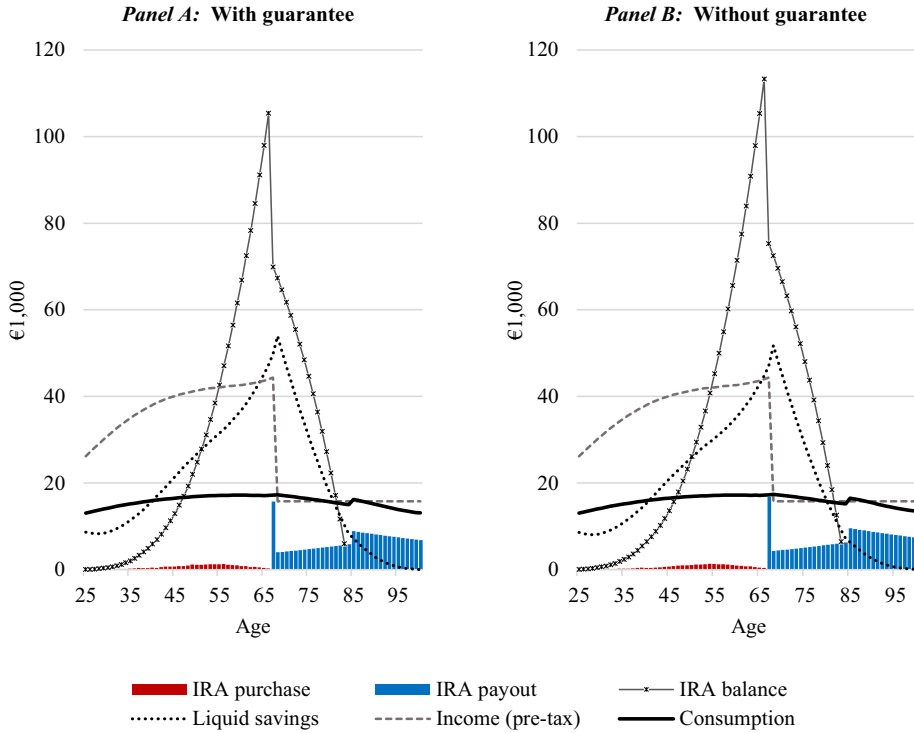 Panel A: With guarantee
120
100
80
60
40
20
0
€1,000
25 35 45 55 65 75 85 95
Age
Panel B: Without guarantee
120
100
80
60
40
20
0
€1,000
25 35 45 55 65 75 85 95
Age
IRA purchase
IRA payout
IRA balance
Liquid savings
Income (pre-tax)
Consumption